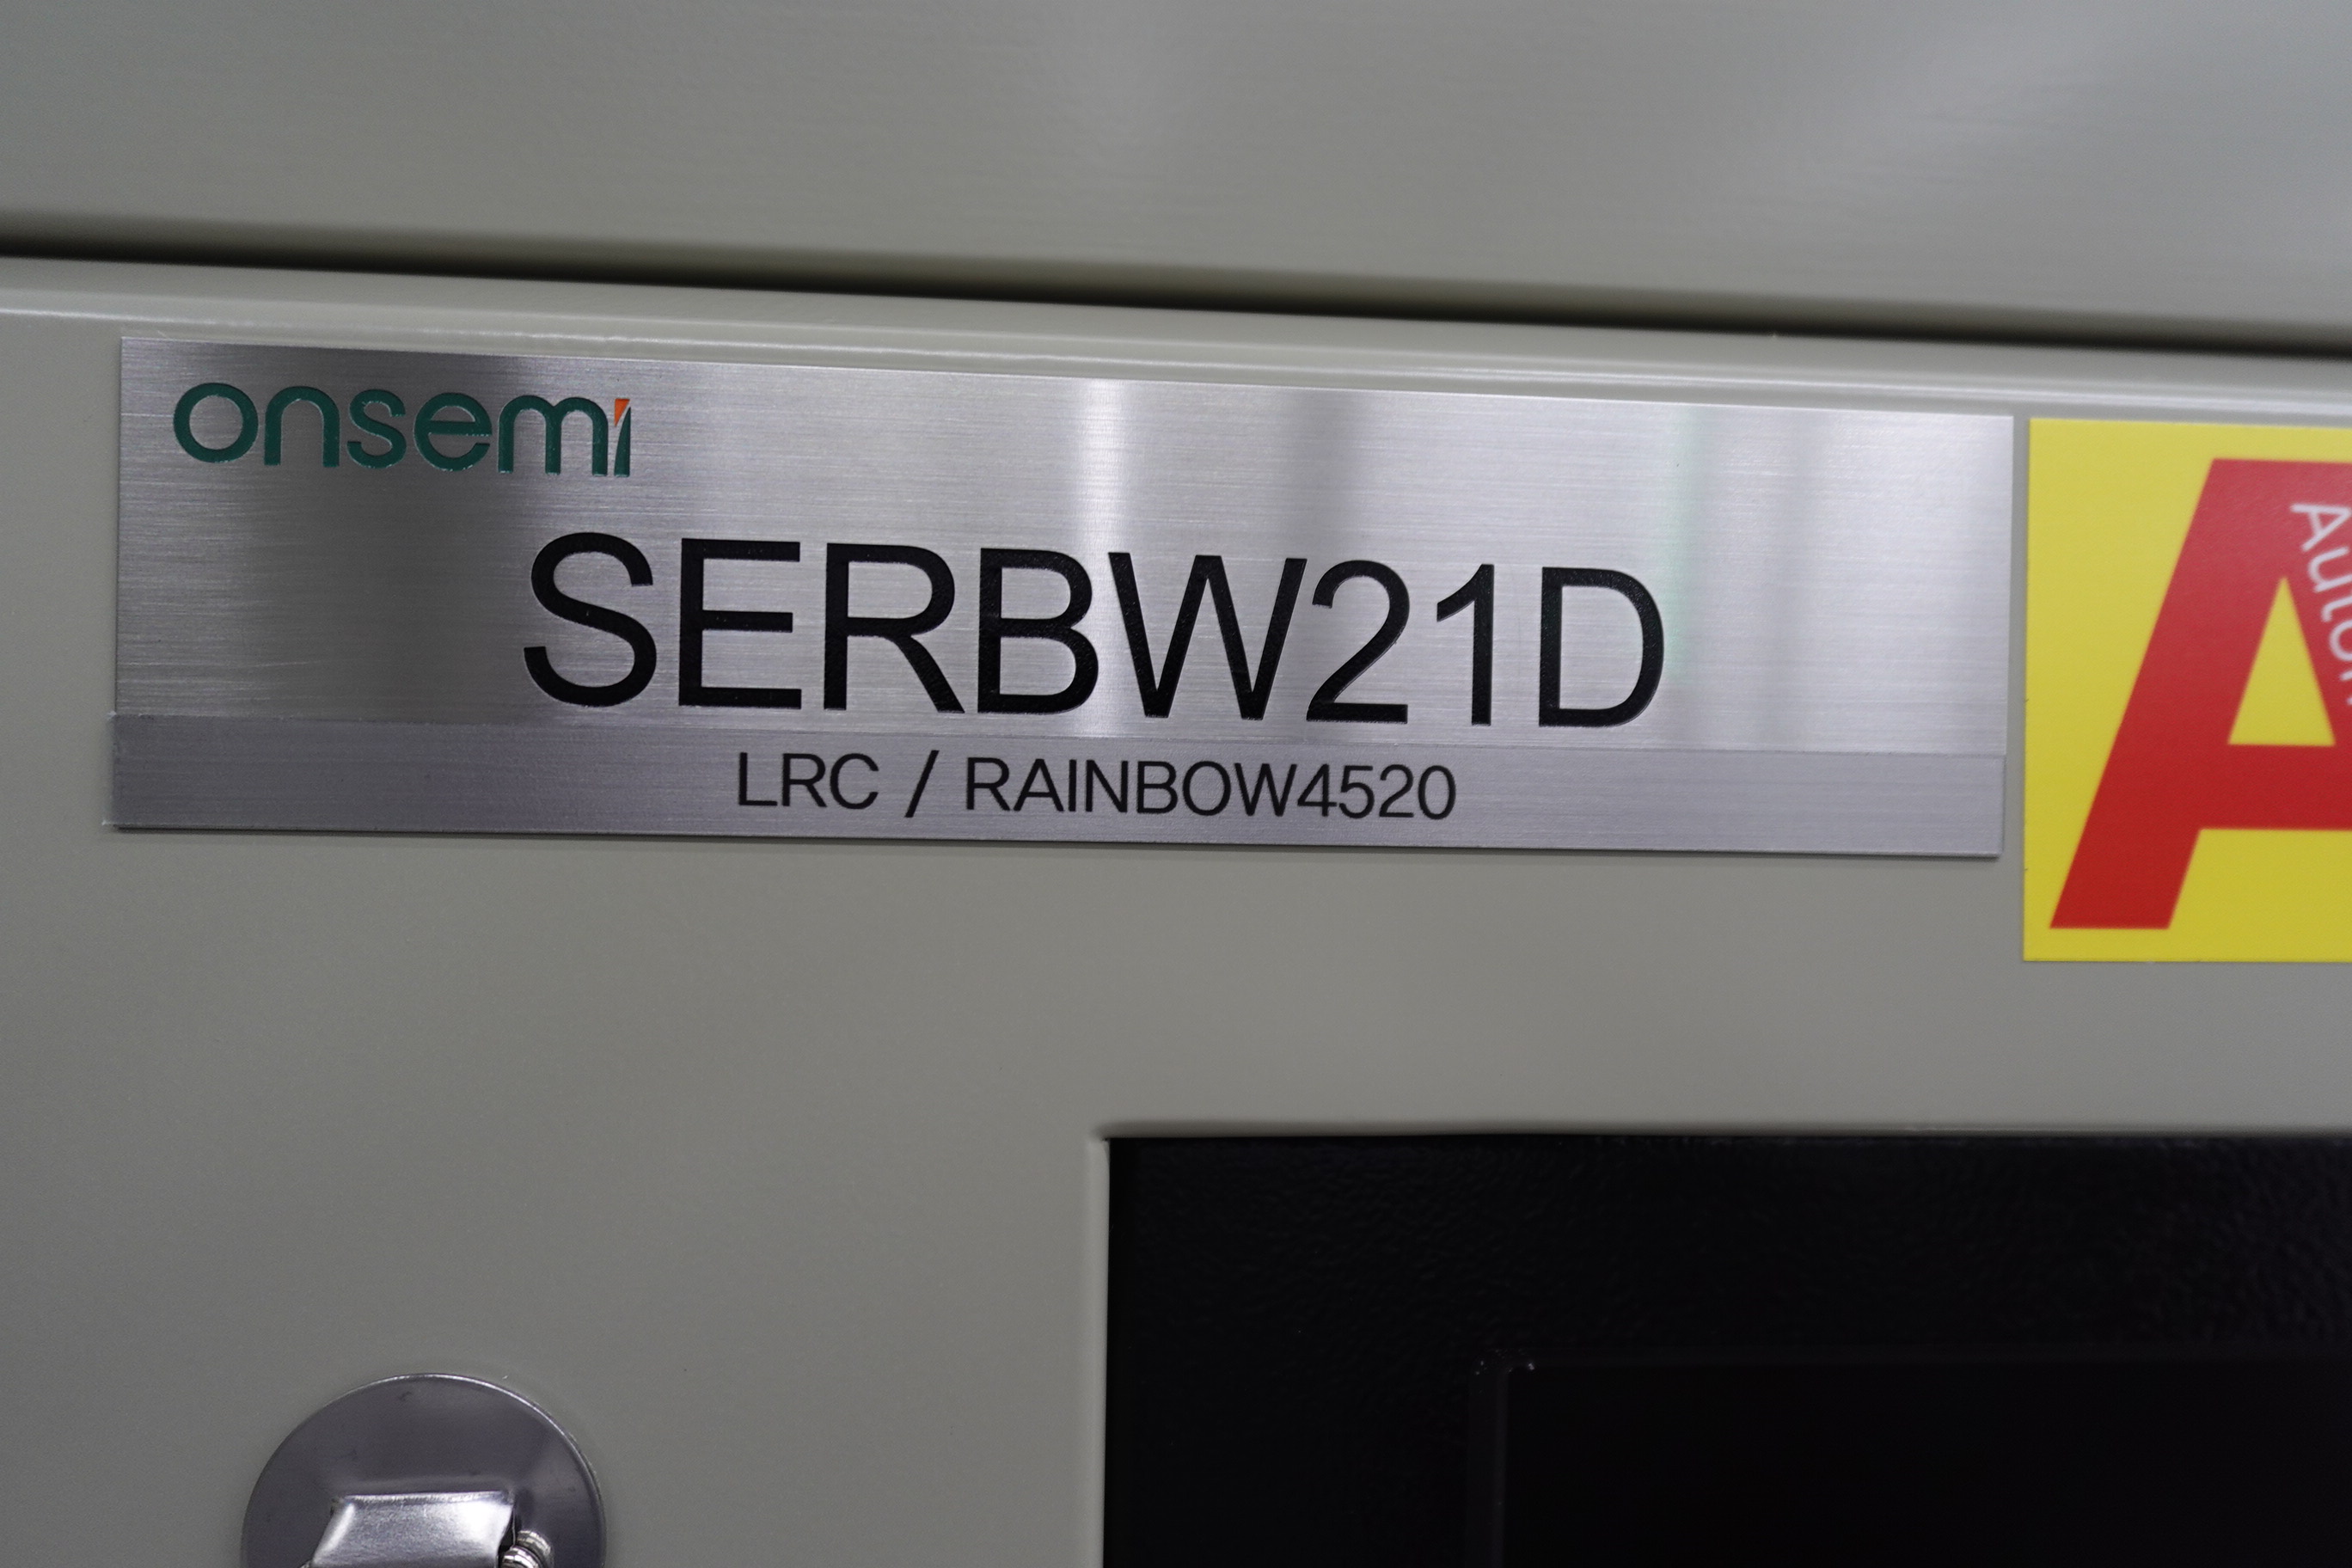 onsemi
SERBW21D
LRC / RAINBOW4520
A